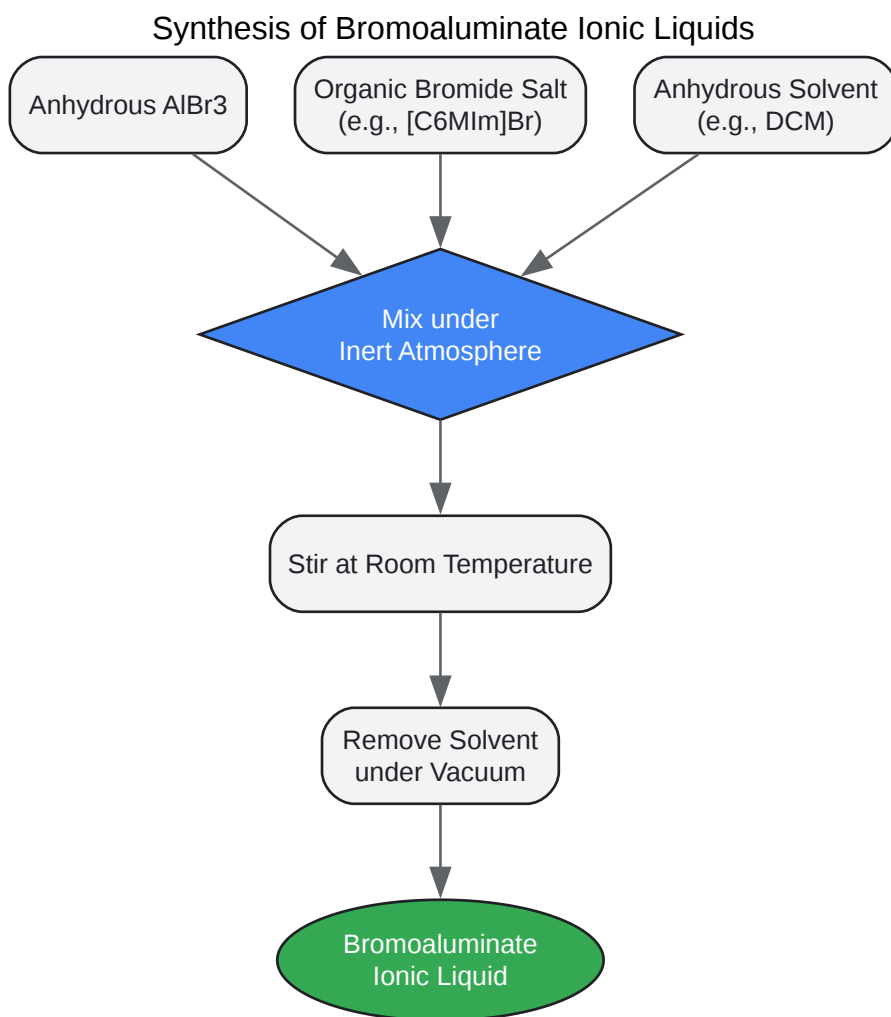 Synthesis of Bromoaluminate Ionic Liquids
Anhydrous AlBr3
Organic Bromide Salt
(e.g., [C6MIm]Br)
Anhydrous Solvent
(e.g., DCM)
Mix under
Inert Atmosphere
Stir at Room Temperature
Remove Solvent
under Vacuum
Bromoaluminate
Ionic Liquid